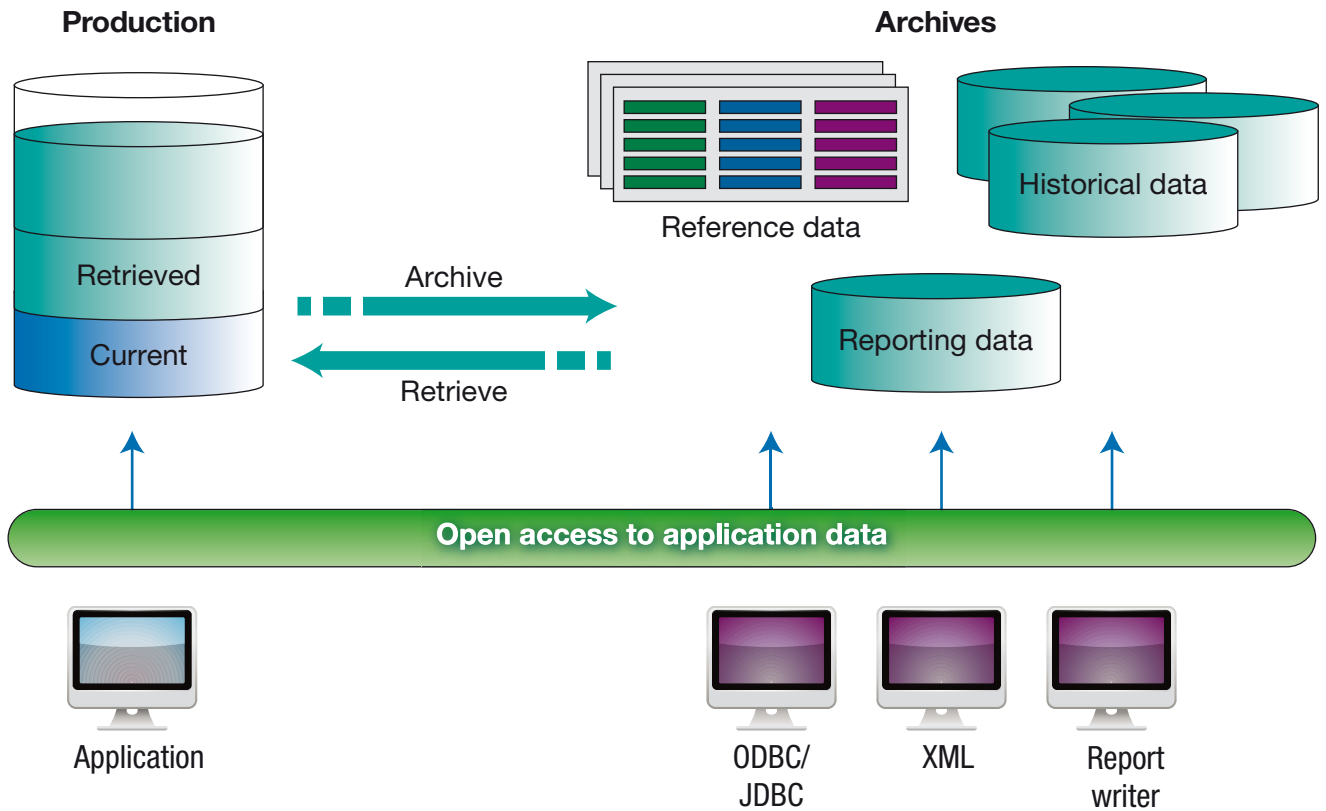 Production
Archives
Retrieved
Current
Archive
Retrieve
Reference data
Historical data
Reporting data
Open access to application data
Application
ODBC/
JDBC
XML
Report
writer